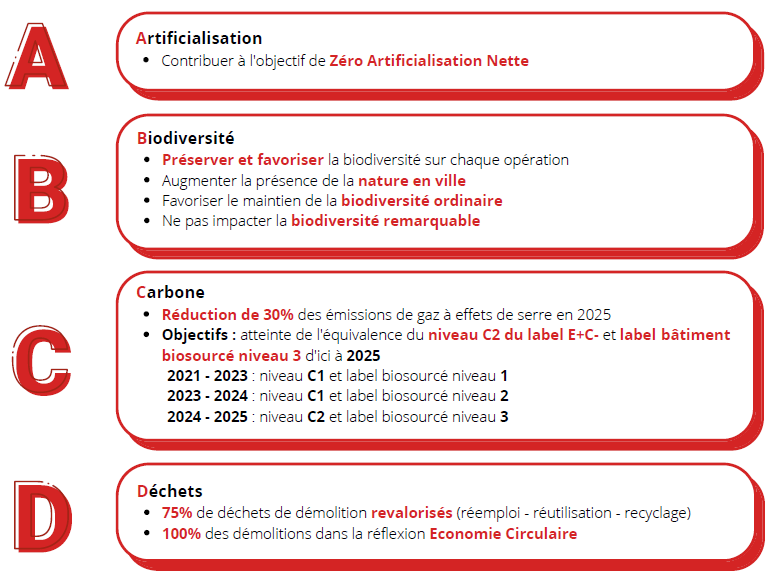 A
Artificialisation
• Contribuer à l'objectif de Zéro Artificialisation Nette
B
Biodiversité
• Préserver et favoriser la biodiversité sur chaque opération
• Augmenter la présence de la nature en ville
• Favoriser le maintien de la biodiversité ordinaire
• Ne pas impacter la biodiversité remarquable
C
Carbone
• Réduction de 30% des émissions de gaz à effets de serre en 2025
• Objectifs : atteinte de l'équivalence du niveau C2 du label E+C- et label bâtiment
biosourcé niveau 3 d'ici à 2025
2021 - 2023 : niveau C1 et label biosourcé niveau 1
2023 - 2024 : niveau C1 et label biosourcé niveau 2
2024 - 2025 : niveau C2 et label biosourcé niveau 3
D
Déchets
• 75% de déchets de démolition revalorisés (réemploi - réutilisation - recyclage)
• 100% des démolitions dans la réflexion Economie Circulaire